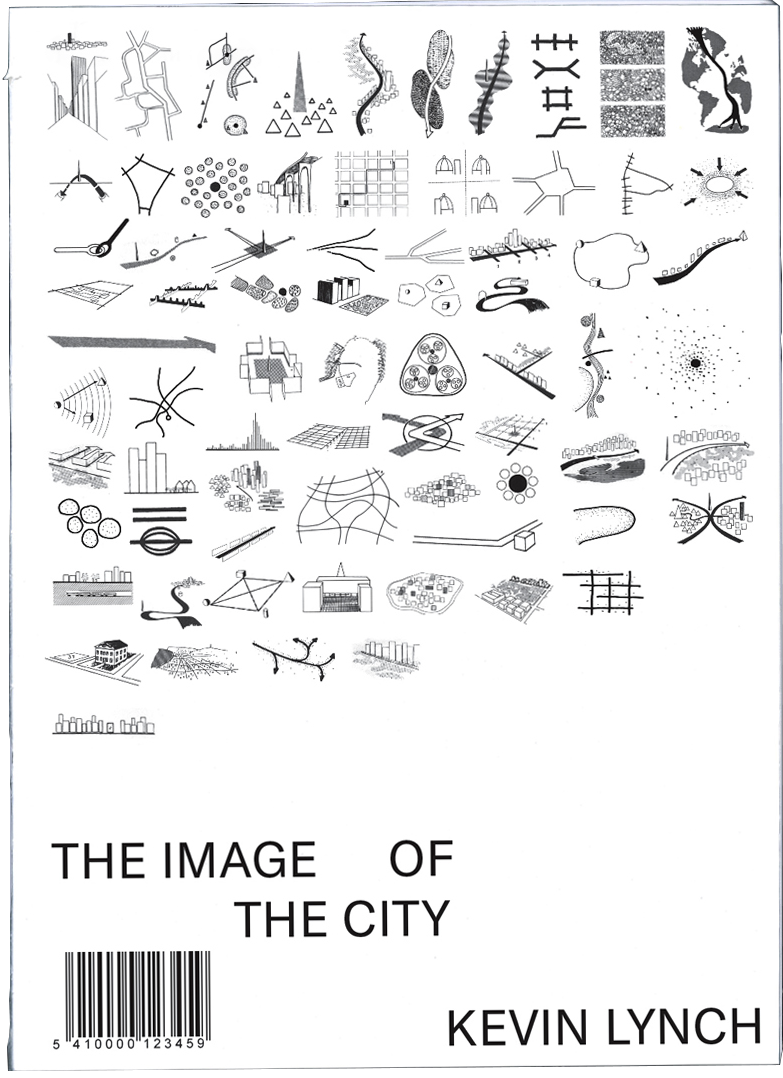 THE IMAGE OF
THE CITY
5 410000 123459
KEVIN LYNCH